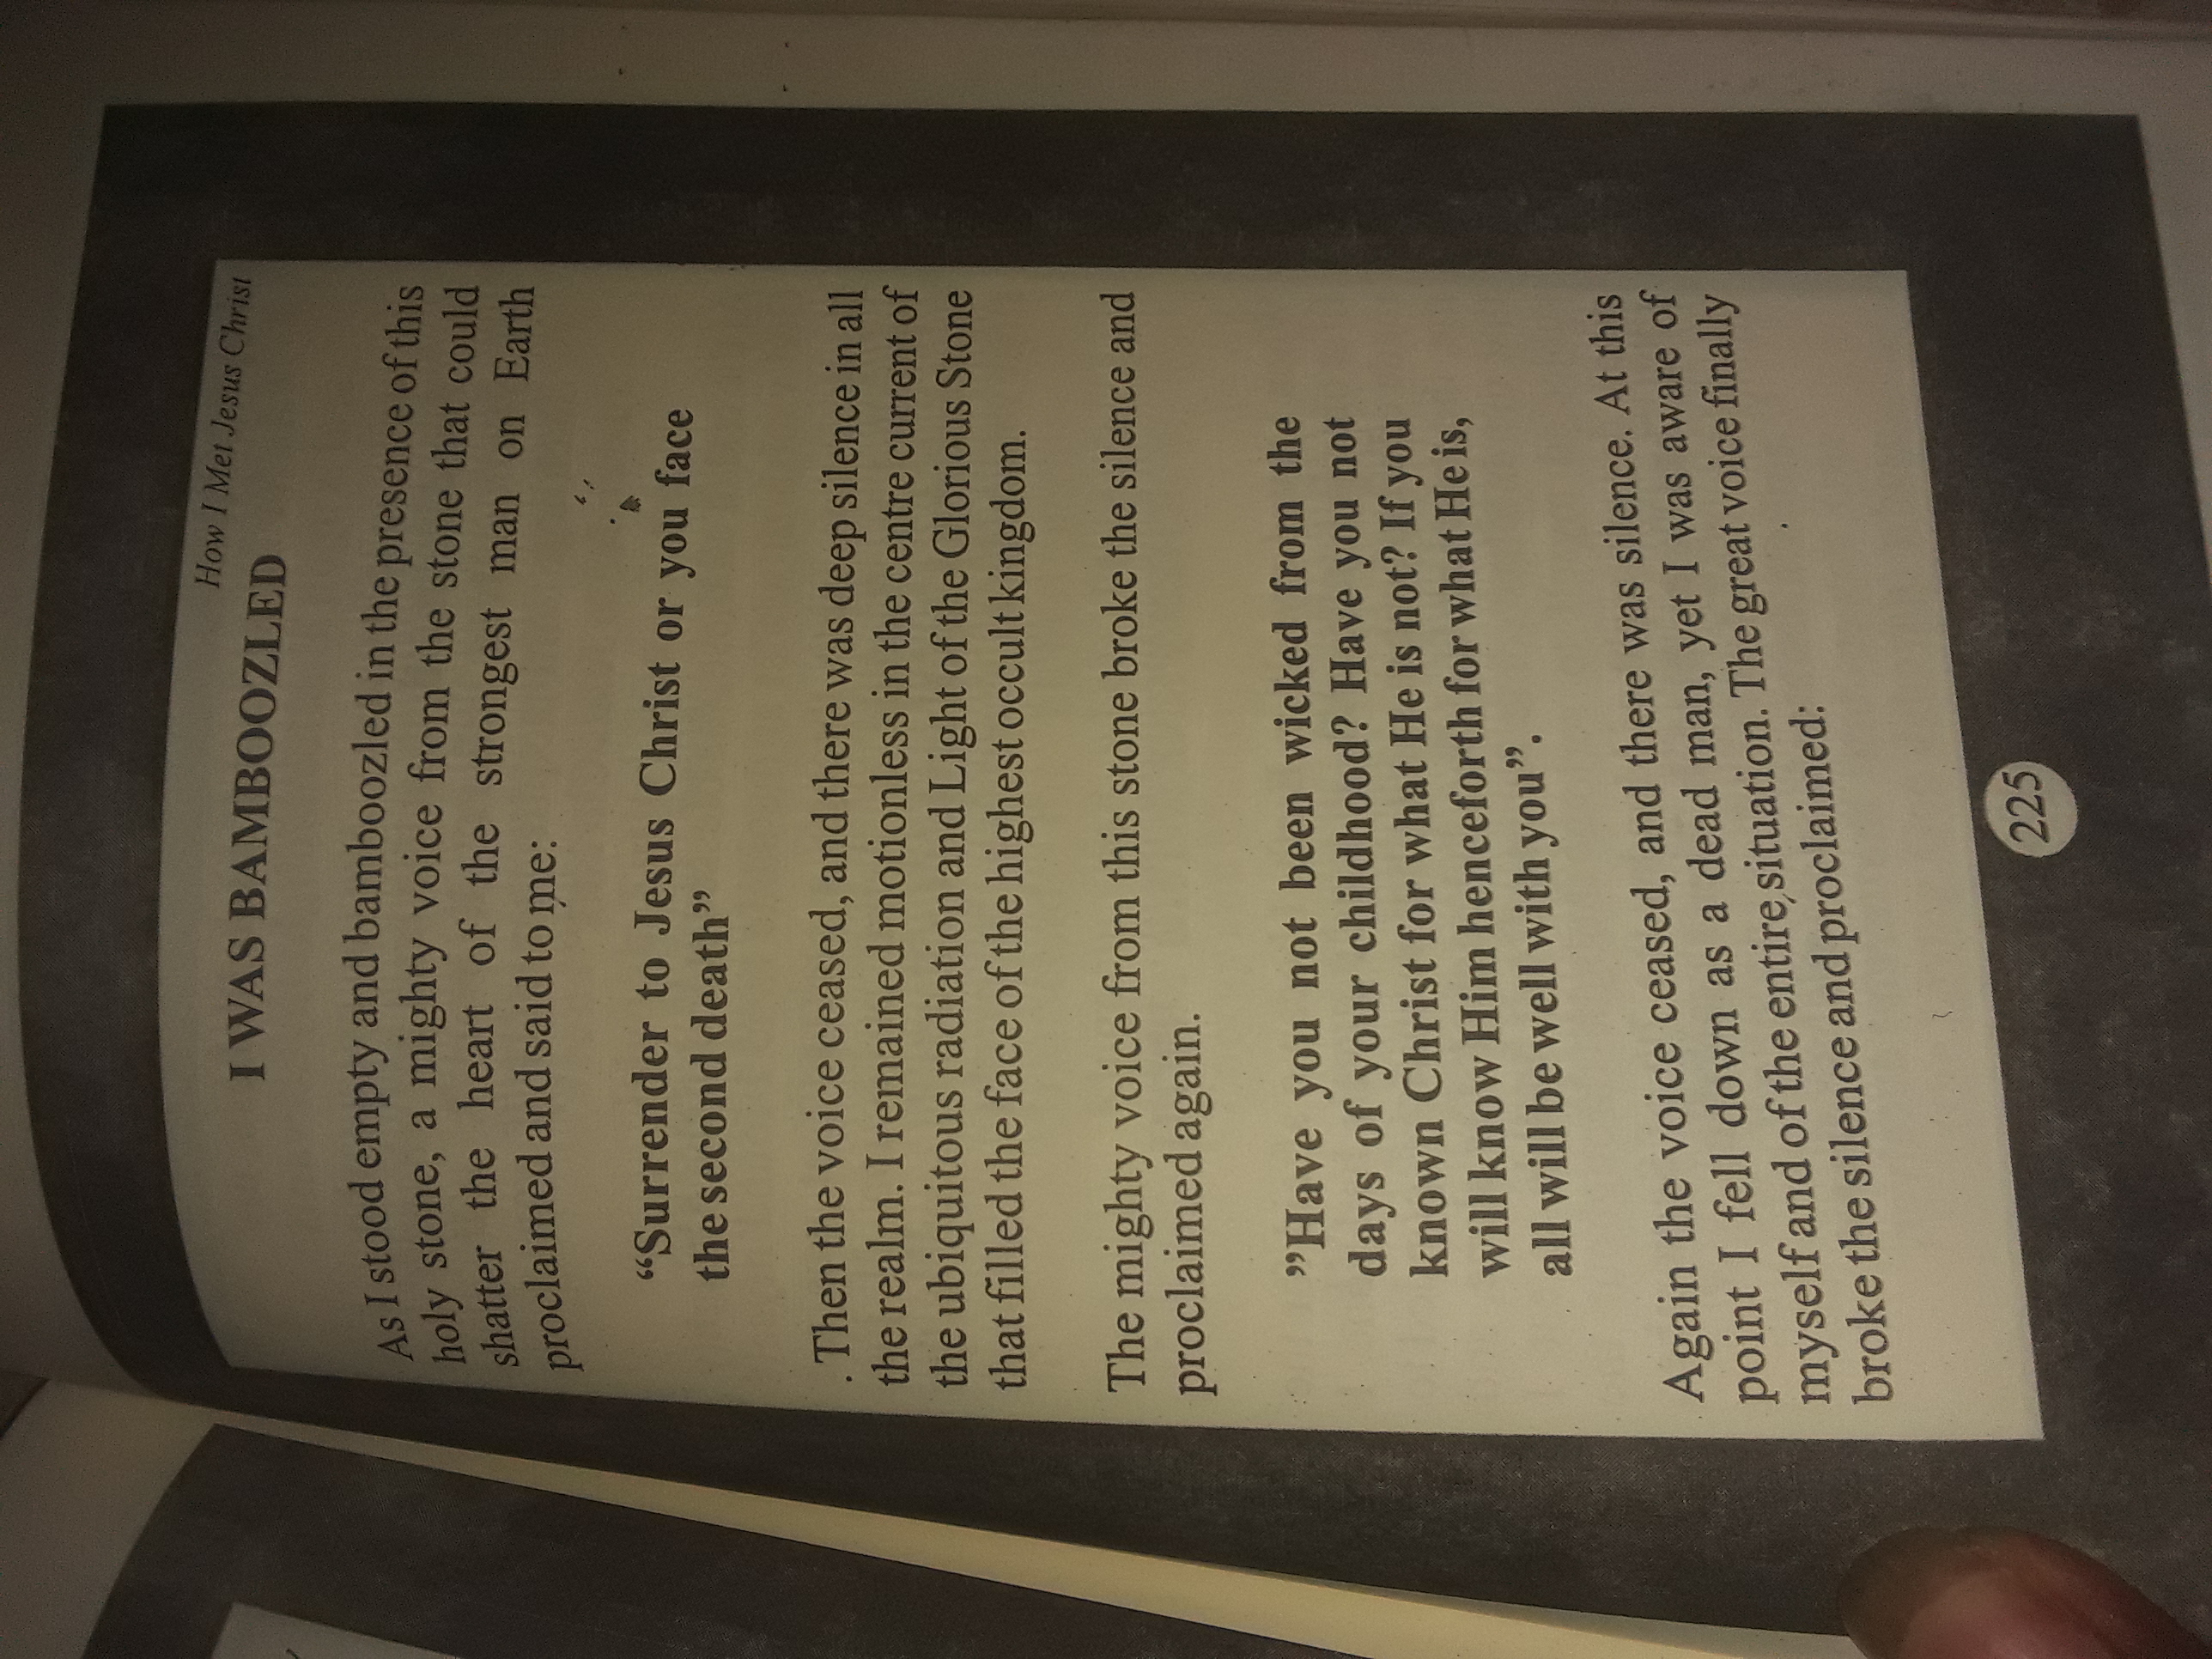 How I Met Jesus Christ
I WAS BAMBOOZLED
As I stood empty and bamboozled in the presence of this
holy stone, a mighty voice from the stone that could
shatter the heart of the strongest man on Earth
proclaimed and said to me:
“Surrender to Jesus Christ or you face
the second death”
. Then the voice ceased, and there was deep silence in all
the realm. I remained motionless in the centre current of
the ubiquitous radiation and Light of the Glorious Stone
that filled the face of the highest occult kingdom.
The mighty voice from this stone broke the silence and
proclaimed again.
”Have you not been wicked from the
days of your childhood? Have you not
known Christ for what He is not? If you
will know Him henceforth for what He is,
all will be well with you”.
Again the voice ceased, and there was silence. At this
point I fell down as a dead man, yet I was aware of
myself and of the entire situation. The great voice finally
broke the silence and proclaimed:
225